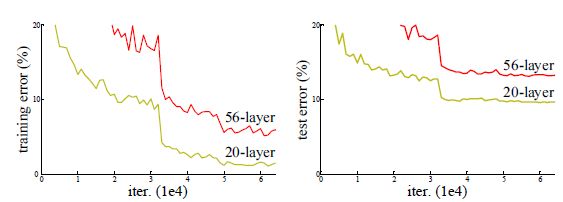 20
10
0
training error (%)
56-layer
20-layer
0 1 2 3 4 5 6
iter. (1e4)
20
10
0
test error (%)
56-layer
20-layer
0 1 2 3 4 5 6
iter. (1e4)